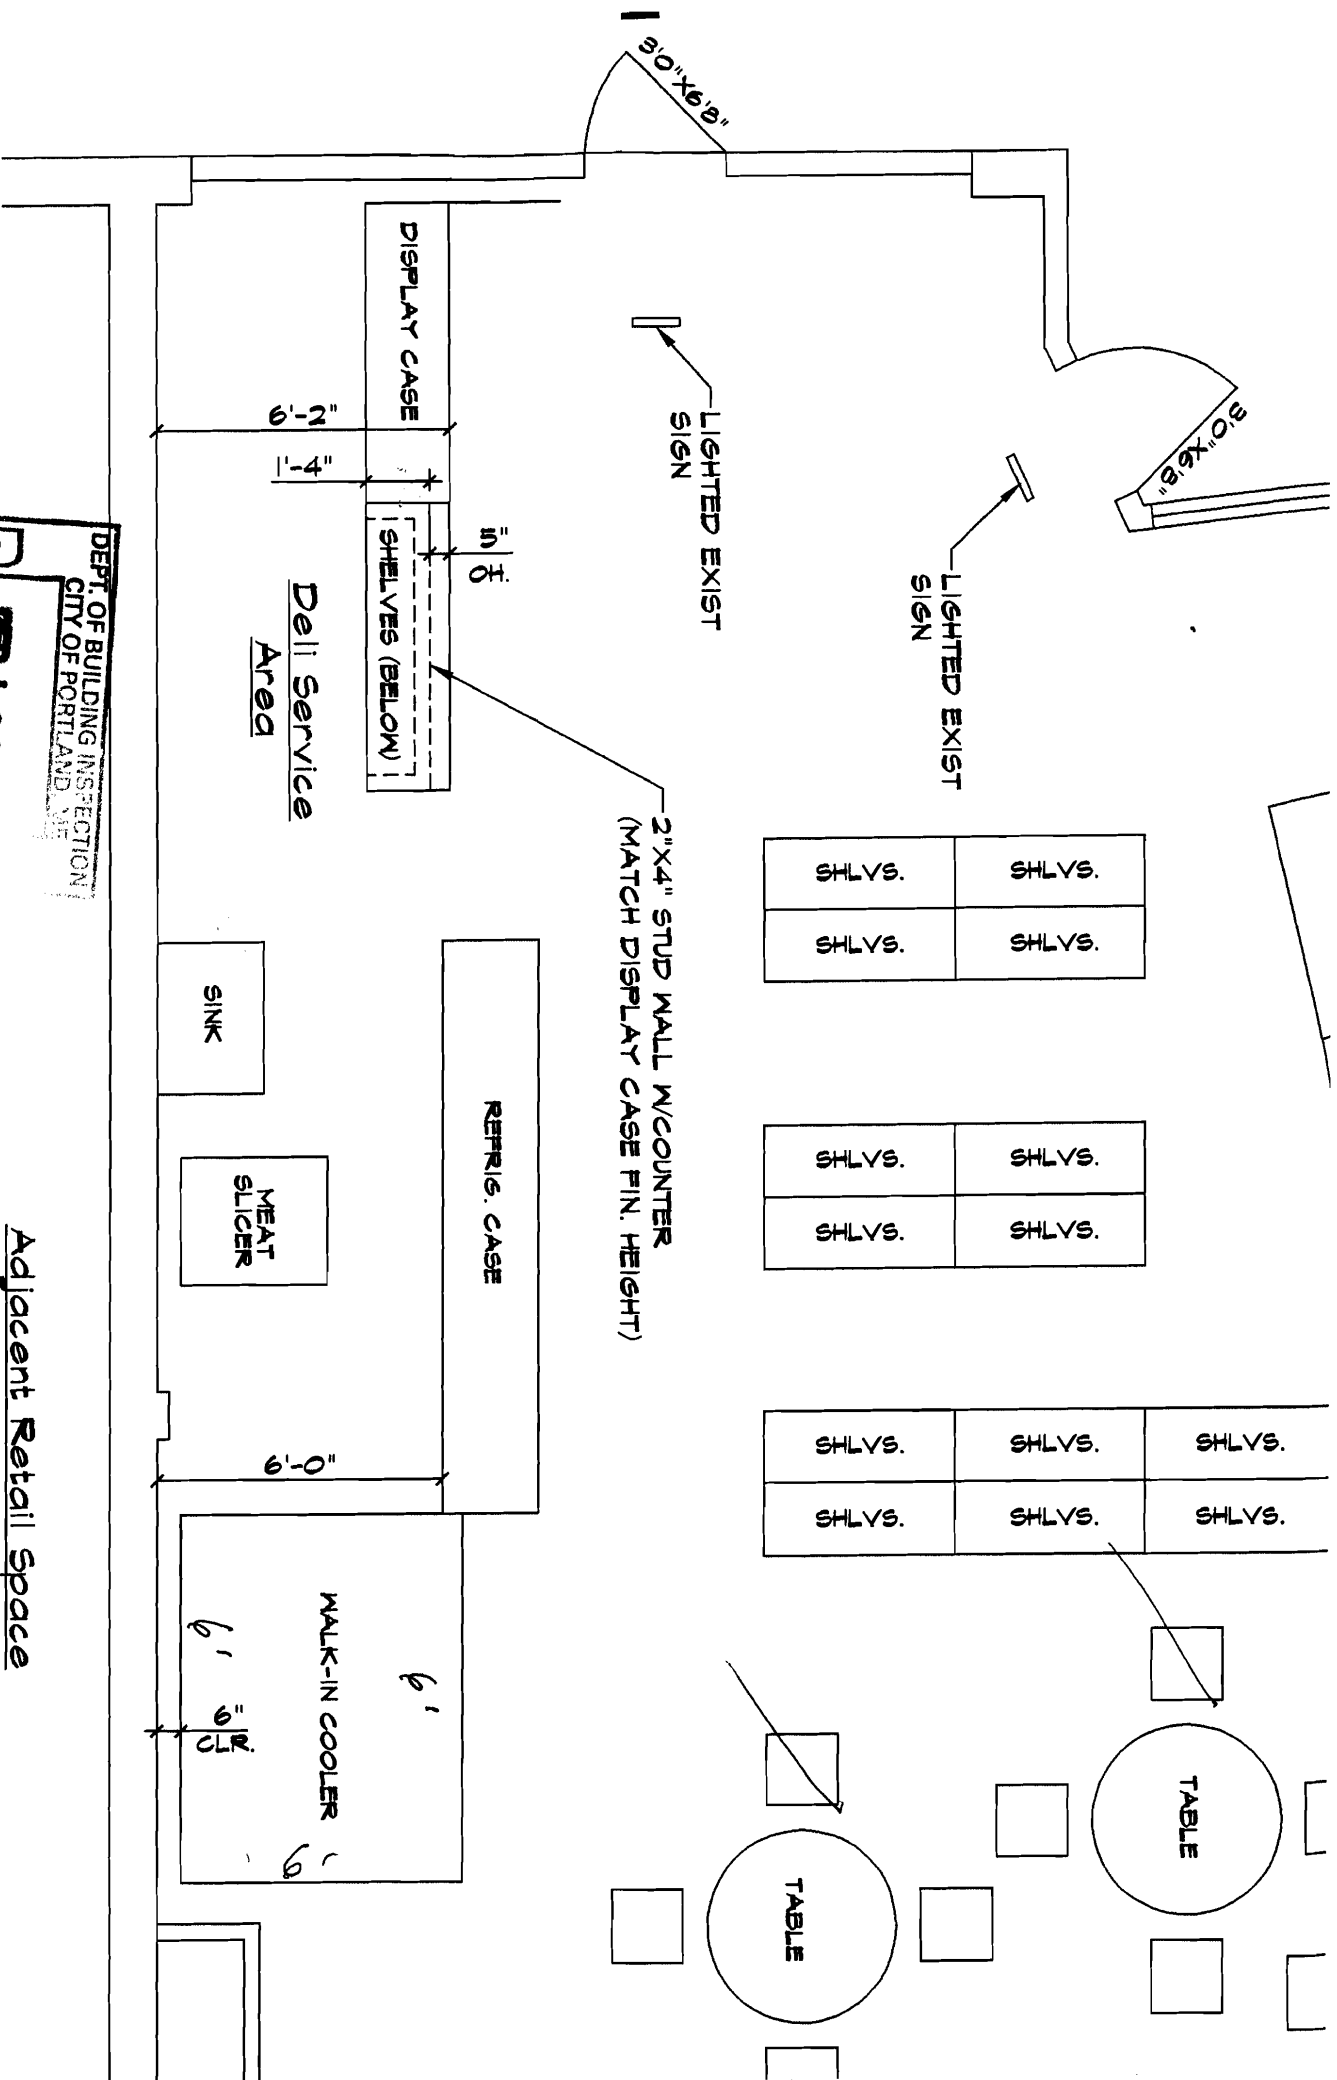 3'0"X6'8"
3'0"X6'8"
LIGHTED EXIST
SIGN
LIGHTED EXIST
SIGN
DISPLAY CASE
6'-2"
1'-4"
SHELVES (BELOW)
Deli Service
Area
2"X4" STUD WALL W/COUNTER
(MATCH DISPLAY CASE FIN. HEIGHT)
DEPT. OF BUILDING INSPECTION
CITY OF PORTLAND, ME
SHLVS.
SHLVS.
SHLVS.
SHLVS.
SINK
MEAT
SLICER
REFRIG. CASE
SHLVS.
SHLVS.
SHLVS.
SHLVS.
6'-0"
SHLVS.
SHLVS.
SHLVS.
SHLVS.
SHLVS.
SHLVS.
WALK-IN COOLER
6'
6'
6"
CLR.
TABLE
TABLE
Adjacent Retail Space